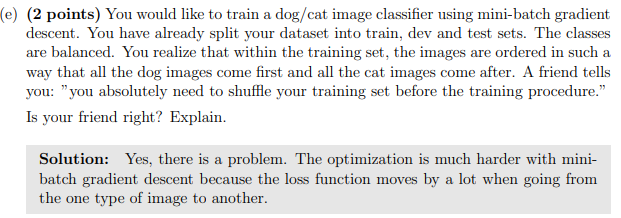 (e) (2 points) You would like to train a dog/cat image classifier using mini-batch gradient
descent. You have already split your dataset into train, dev and test sets. The classes
are balanced. You realize that within the training set, the images are ordered in such a
way that all the dog images come first and all the cat images come after. A friend tells
you: ”you absolutely need to shuffle your training set before the training procedure.”
Is your friend right? Explain.
Solution: Yes, there is a problem. The optimization is much harder with mini-
batch gradient descent because the loss function moves by a lot when going from
the one type of image to another.